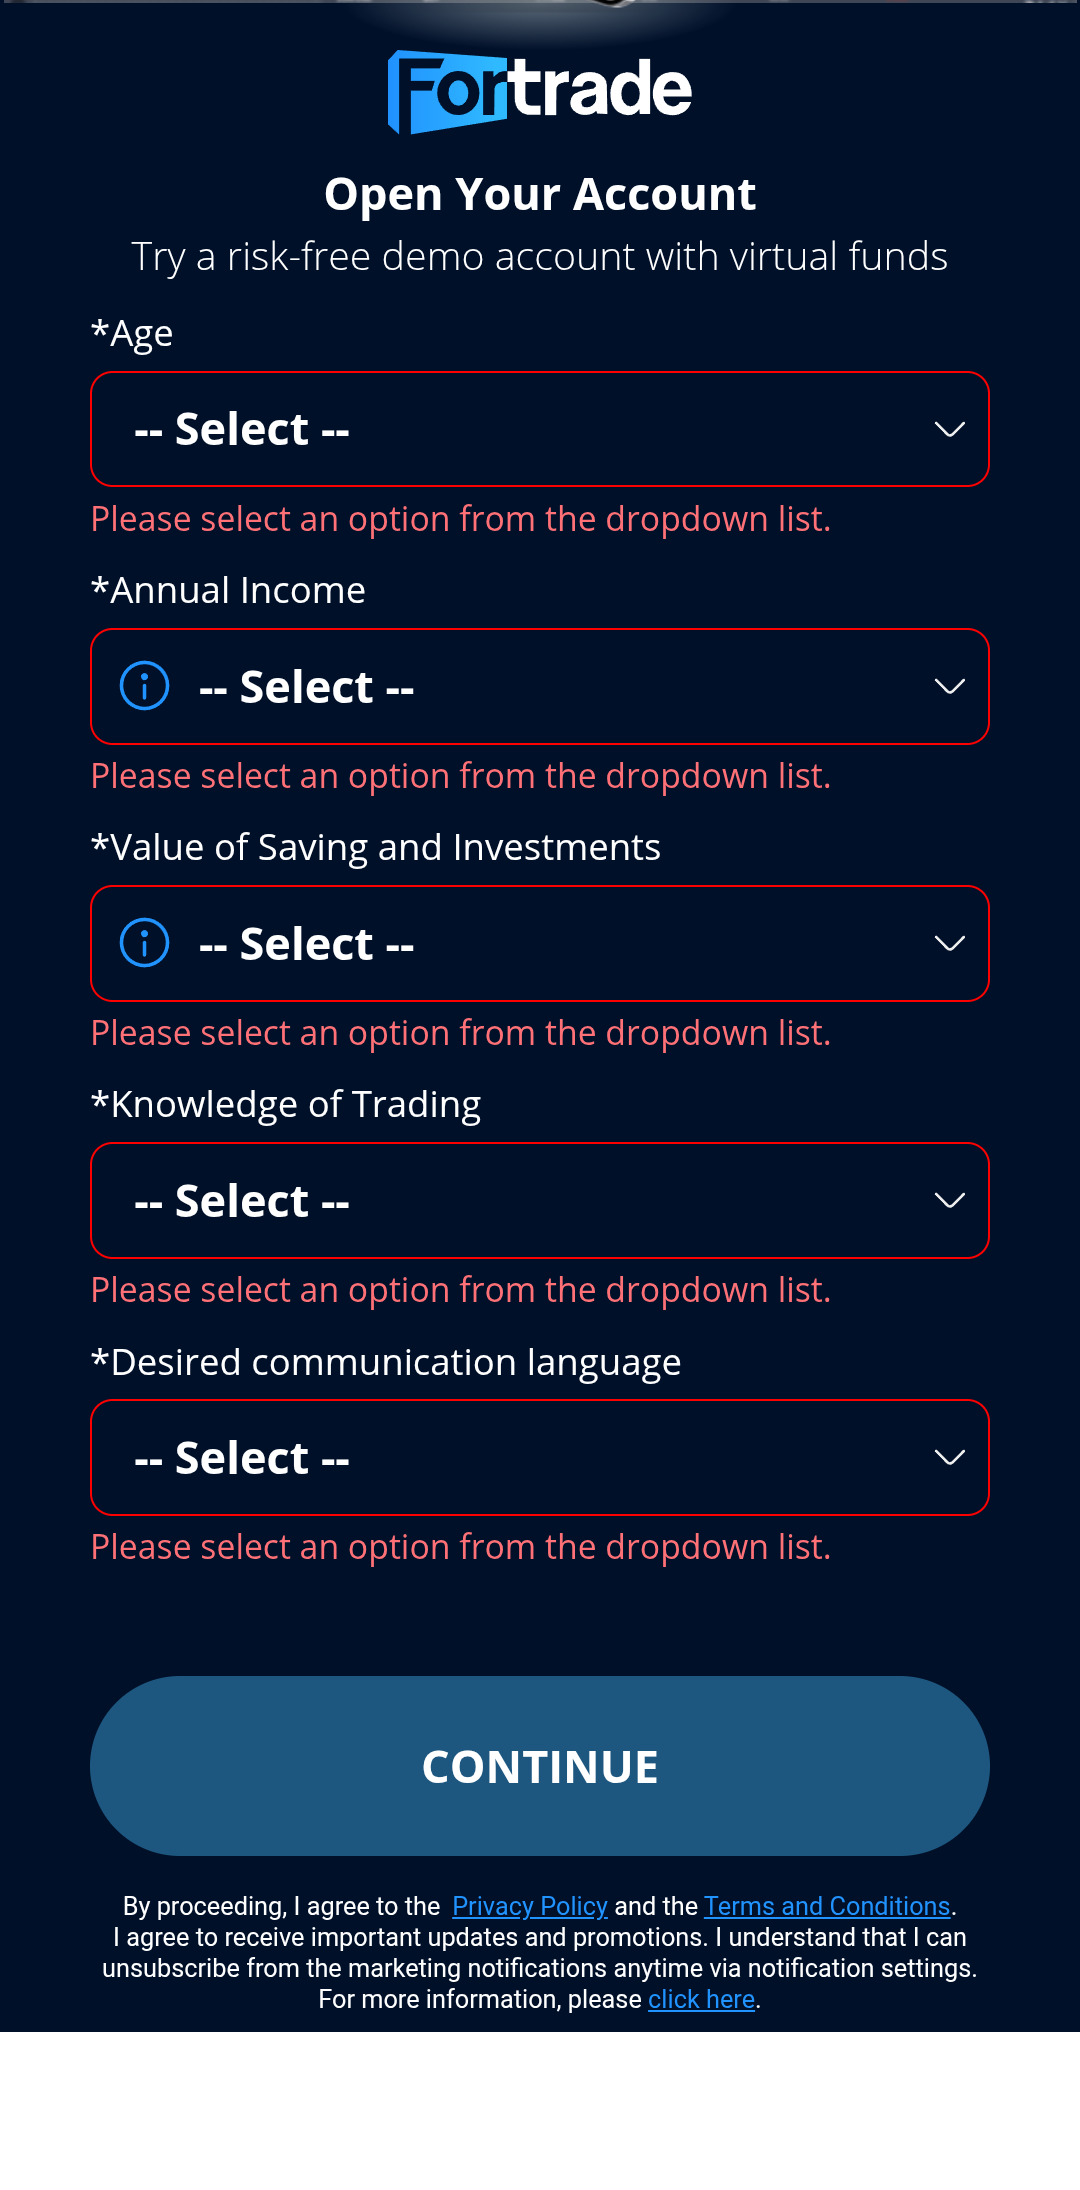 Fortrade
Open Your Account
Try a risk-free demo account with virtual funds
*Age
-- Select --
Please select an option from the dropdown list.
*Annual Income
-- Select --
Please select an option from the dropdown list.
*Value of Saving and Investments
-- Select --
Please select an option from the dropdown list.
*Knowledge of Trading
-- Select --
Please select an option from the dropdown list.
*Desired communication language
-- Select --
Please select an option from the dropdown list.
CONTINUE
By proceeding, I agree to the Privacy Policy and the Terms and Conditions.
I agree to receive important updates and promotions. I understand that I can
unsubscribe from the marketing notifications anytime via notification settings.
For more information, please click here.